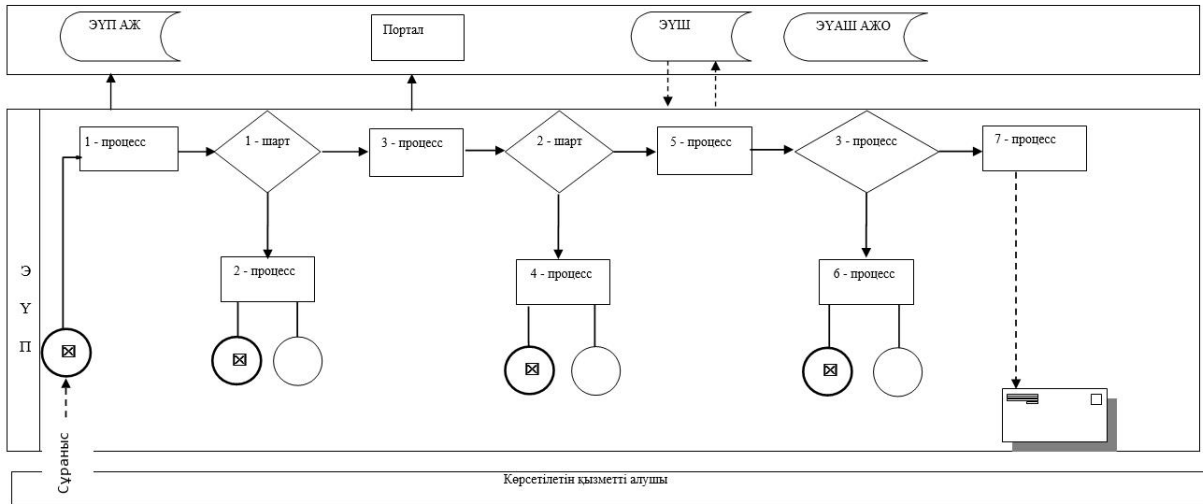 ЭҮП АЖ
Портал
ЭҮШ
ЭҮАШ АЖО
1 - процесс
1 - шарт
3 - процесс
2 - шарт
5 - процесс
3 - процесс
7 - процесс
2 - процесс
4 - процесс
6 - процесс
Э
Ү
П
Сұраныс
Көрсетілетін қызметті алушы